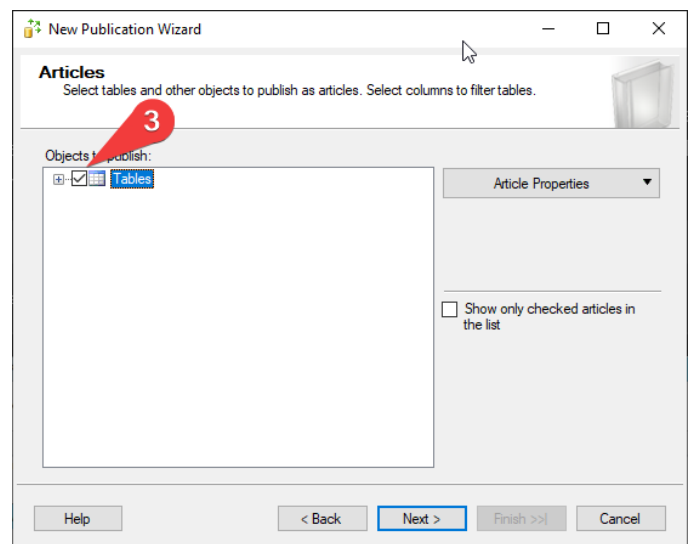 New Publication Wizard
Articles
Select tables and other objects to publish as articles. Select columns to filter tables.
3
Objects to publish:
Tables
Article Properties
Show only checked articles in
the list
Help
< Back
Next >
Finish >>|
Cancel